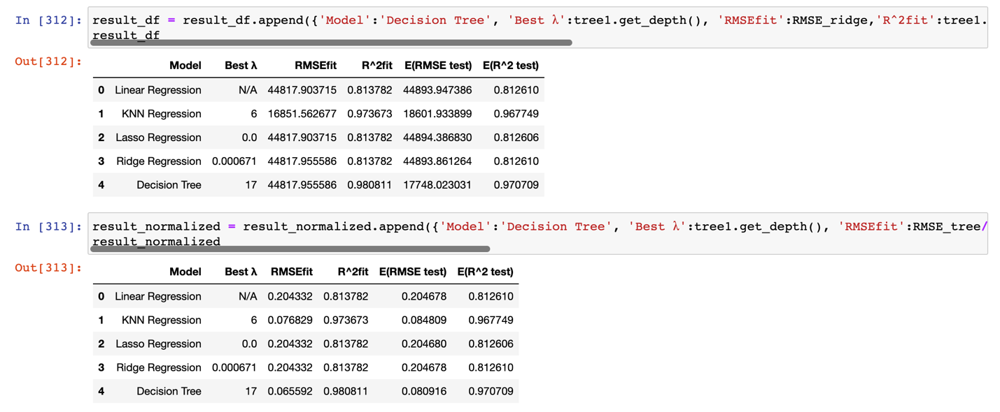 In [312]: result_df = result_df.append({'Model':'Decision Tree', 'Best λ':tree1.get_depth(), 'RMSEfit':RMSE_ridge,'R^2fit':tree1.
result_df
Out[312]:
Model Best λ RMSEfit R^2fit E(RMSE test) E(R^2 test)
0 Linear Regression N/A 44817.903715 0.813782 44893.947386 0.812610
1 KNN Regression 6 16851.562677 0.973673 18601.933899 0.967749
2 Lasso Regression 0.0 44817.903715 0.813782 44894.386830 0.812606
3 Ridge Regression 0.000671 44817.955586 0.813782 44893.861264 0.812610
4 Decision Tree 17 44817.955586 0.980811 17748.023031 0.970709
In [313]: result_normalized = result_normalized.append({'Model':'Decision Tree', 'Best λ':tree1.get_depth(), 'RMSEfit':RMSE_tree/
result_normalized
Out[313]:
Model Best λ RMSEfit R^2fit E(RMSE test) E(R^2 test)
0 Linear Regression N/A 0.204332 0.813782 0.204678 0.812610
1 KNN Regression 6 0.076829 0.973673 0.084809 0.967749
2 Lasso Regression 0.0 0.204332 0.813782 0.204680 0.812606
3 Ridge Regression 0.000671 0.204332 0.813782 0.204678 0.812610
4 Decision Tree 17 0.065592 0.980811 0.080916 0.970709